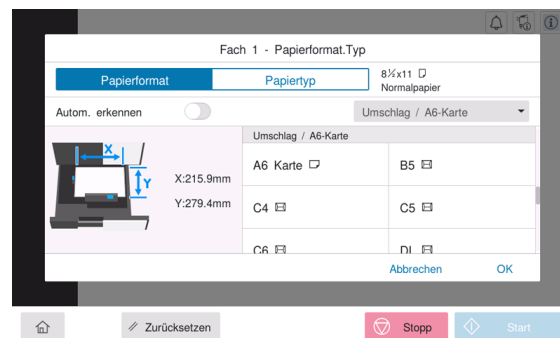 Fach 1 - Papierformat.Typ
Papierformat
Papiertyp
8½x11
Normalpapier
Autom. erkennen
Umschlag / A6-Karte
Umschlag / A6-Karte
X
Y
X:215.9mm
Y:279.4mm
A6 Karte
B5
C4
C5
C6
DL
Abbrechen
OK
Zurücksetzen
Stopp
Start